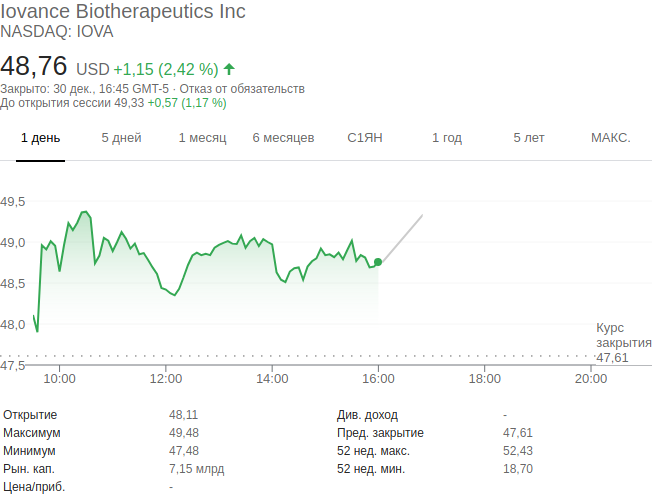 Iovance Biotherapeutics Inc
NASDAQ: IOVA
48,76 USD +1,15 (2,42 %)
Закрыто: 30 дек., 16:45 GMT-5 · Отказ от обязательств
До открытия сессии 49,33 +0,57 (1,17 %)
1 день 5 дней 1 месяц 6 месяцев С1ЯН 1 год 5 лет МАКС.
49,5
49,0
48,5
48,0
47,5
Курс
закрытия
47,61
10:00 12:00 14:00 16:00 18:00 20:00
Открытие 48,11 Див. доход -
Максимум 49,48 Пред. закрытие 47,61
Минимум 47,48 52 нед. макс. 52,43
Рын. кап. 7,15 млрд 52 нед. мин. 18,70
Цена/приб. -